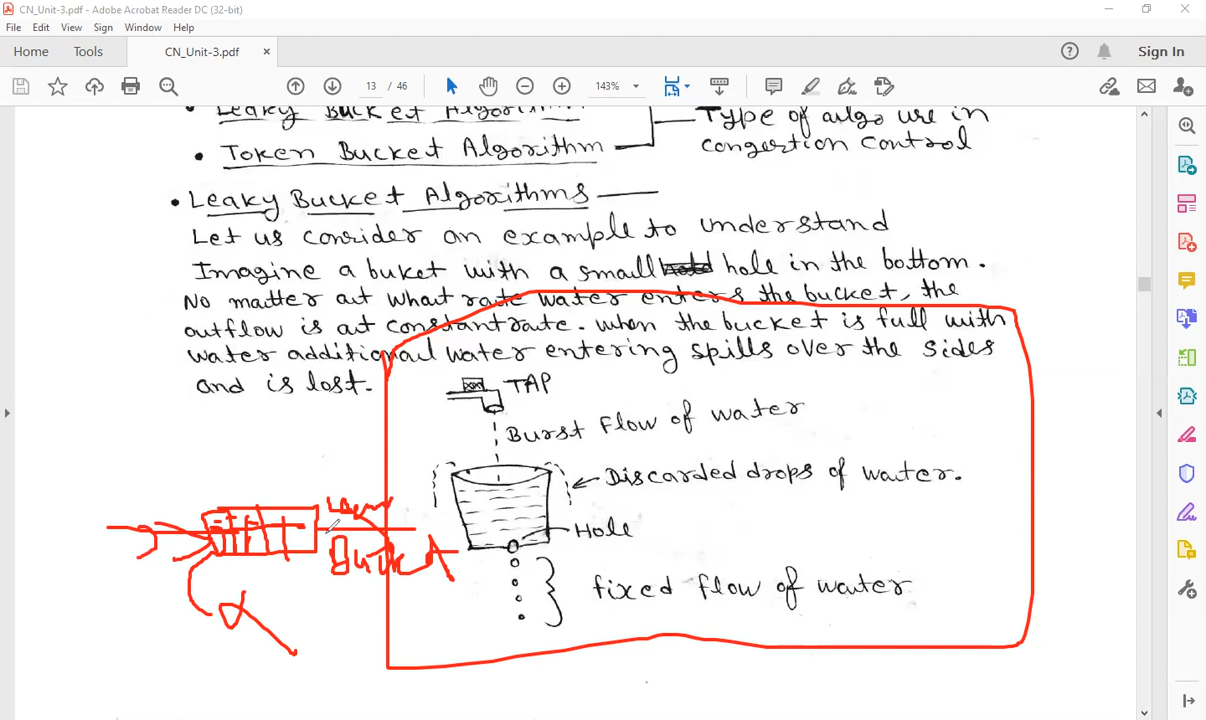 CN_Unit-3.pdf - Adobe Acrobat Reader DC (32-bit)
File Edit View Sign Window Help
Home Tools CN_Unit-3.pdf × Sign In
13 / 46 143%
• Leaky Bucket Algorithm
• Token Bucket Algorithm
Type of algo use in
congestion control
• Leaky Bucket Algorithms
Let us consider an example to understand
Imagine a buket with a small hole in the bottom.
No matter at what rate water enters the bucket, the
outflow is at constant rate. when the bucket is full with
water additional water entering spills over the sides
and is lost.
TAP
Burst flow of water
Discarded drops of water.
Hole
fixed flow of water